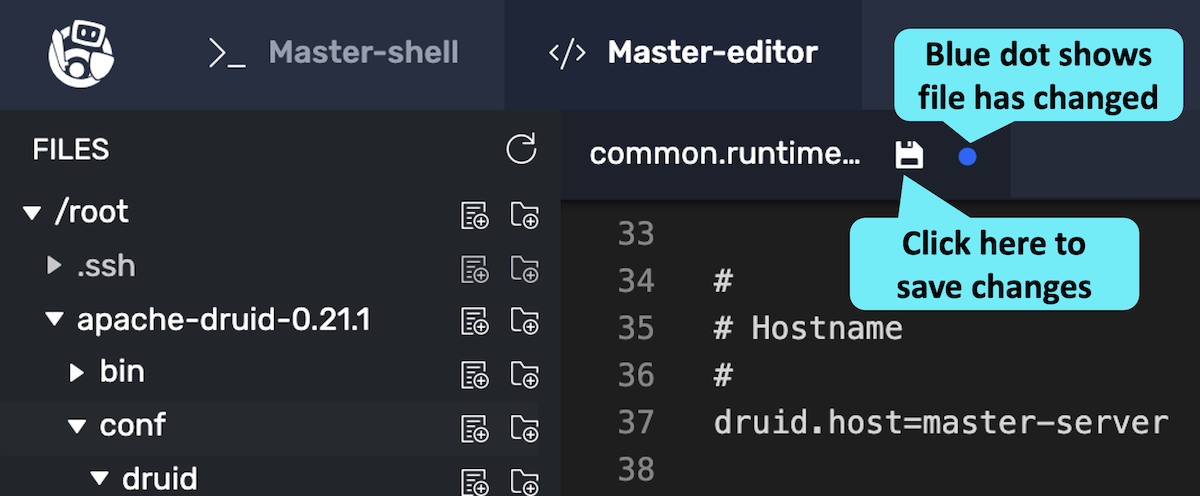 Master-shell
</> Master-editor
Blue dot shows
file has changed
FILES
common.runtime...
/root
.ssh
apache-druid-0.21.1
bin
conf
druid
Click here to
save changes
33
34 #
35 # Hostname
36 #
37 druid.host=master-server
38